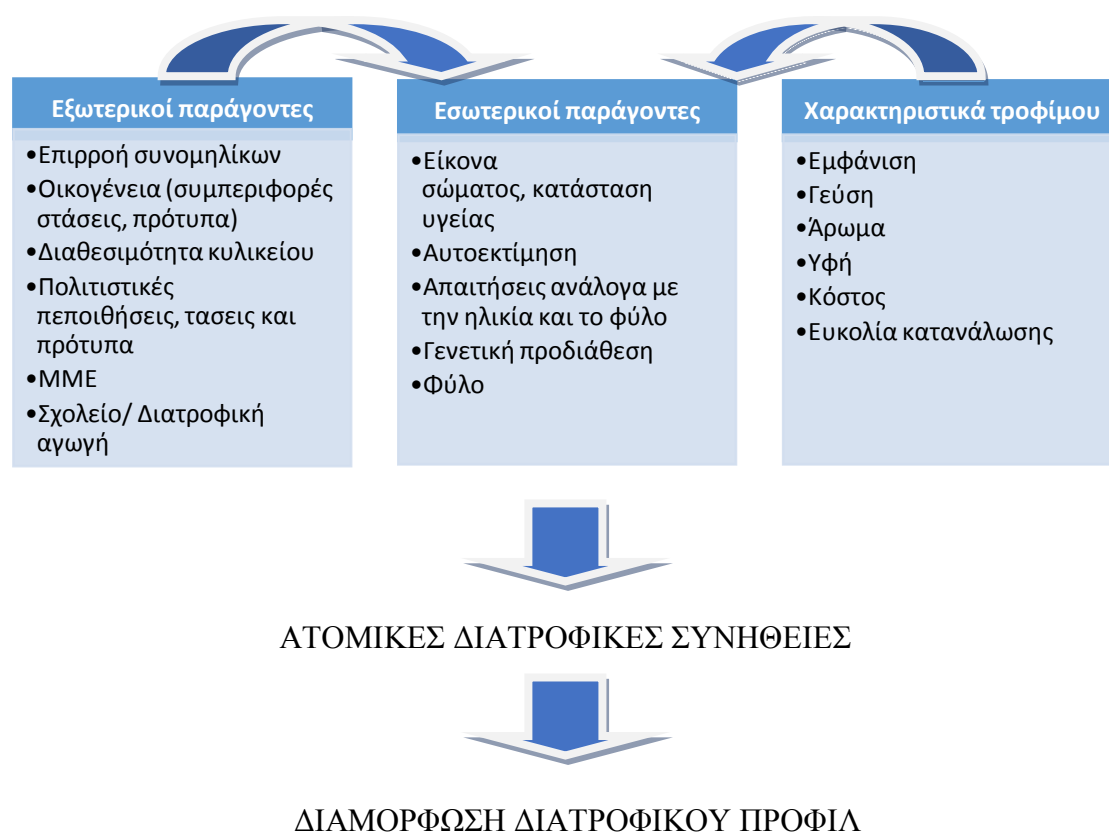 Εξωτερικοί παράγοντες
•Επιρροή συνομηλίκων
•Οικογένεια (συμπεριφορές
στάσεις, πρότυπα)
•Διαθεσιμότητα κυλικείου
•Πολιτιστικές
πεποιθήσεις, τασεις και
πρότυπα
•ΜΜΕ
•Σχολείο/ Διατροφική
αγωγή
Εσωτερικοί παράγοντες
•Είκονα
σώματος, κατάσταση
υγείας
•Αυτοεκτίμηση
•Απαιτήσεις ανάλογα με
την ηλικία και το φύλο
•Γενετική προδιάθεση
•Φύλο
Χαρακτηριστικά τροφίμου
•Εμφάνιση
•Γεύση
•Άρωμα
•Υφή
•Κόστος
•Ευκολία κατανάλωσης
ΑΤΟΜΙΚΕΣ ΔΙΑΤΡΟΦΙΚΕΣ ΣΥΝΗΘΕΙΕΣ
ΔΙΑΜΟΡΦΩΣΗ ΔΙΑΤΡΟΦΙΚΟΥ ΠΡΟΦΙΛ